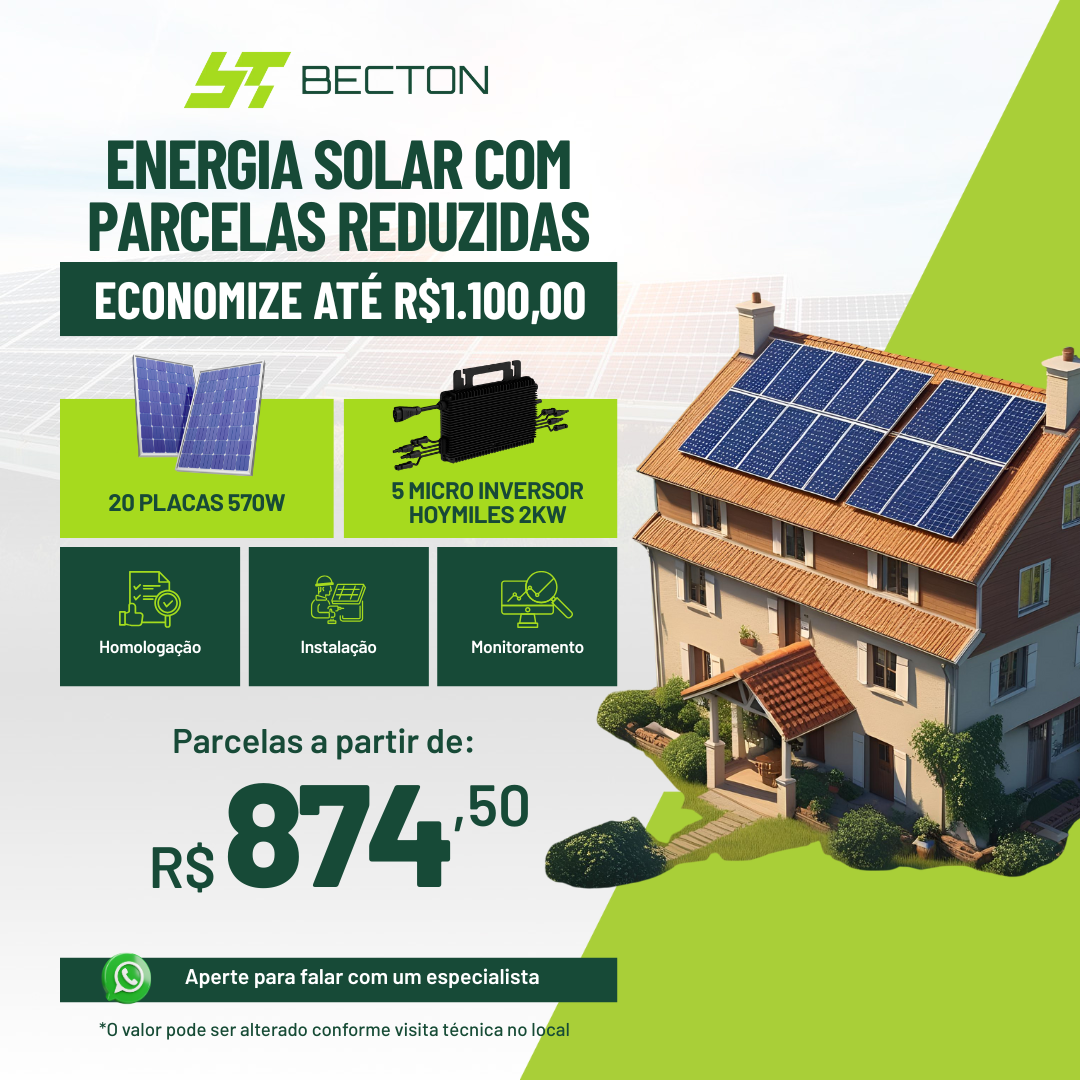 BECTON
ENERGIA SOLAR COM
PARCELAS REDUZIDAS
ECONOMIZE ATÉ R$1.100,00
20 PLACAS 570W
5 MICRO INVERSOR
HOYMILES 2KW
Homologação
Instalação
Monitoramento
Parcelas a partir de:
R$ 874,50
Aperte para falar com um especialista
*O valor pode ser alterado conforme visita técnica no local